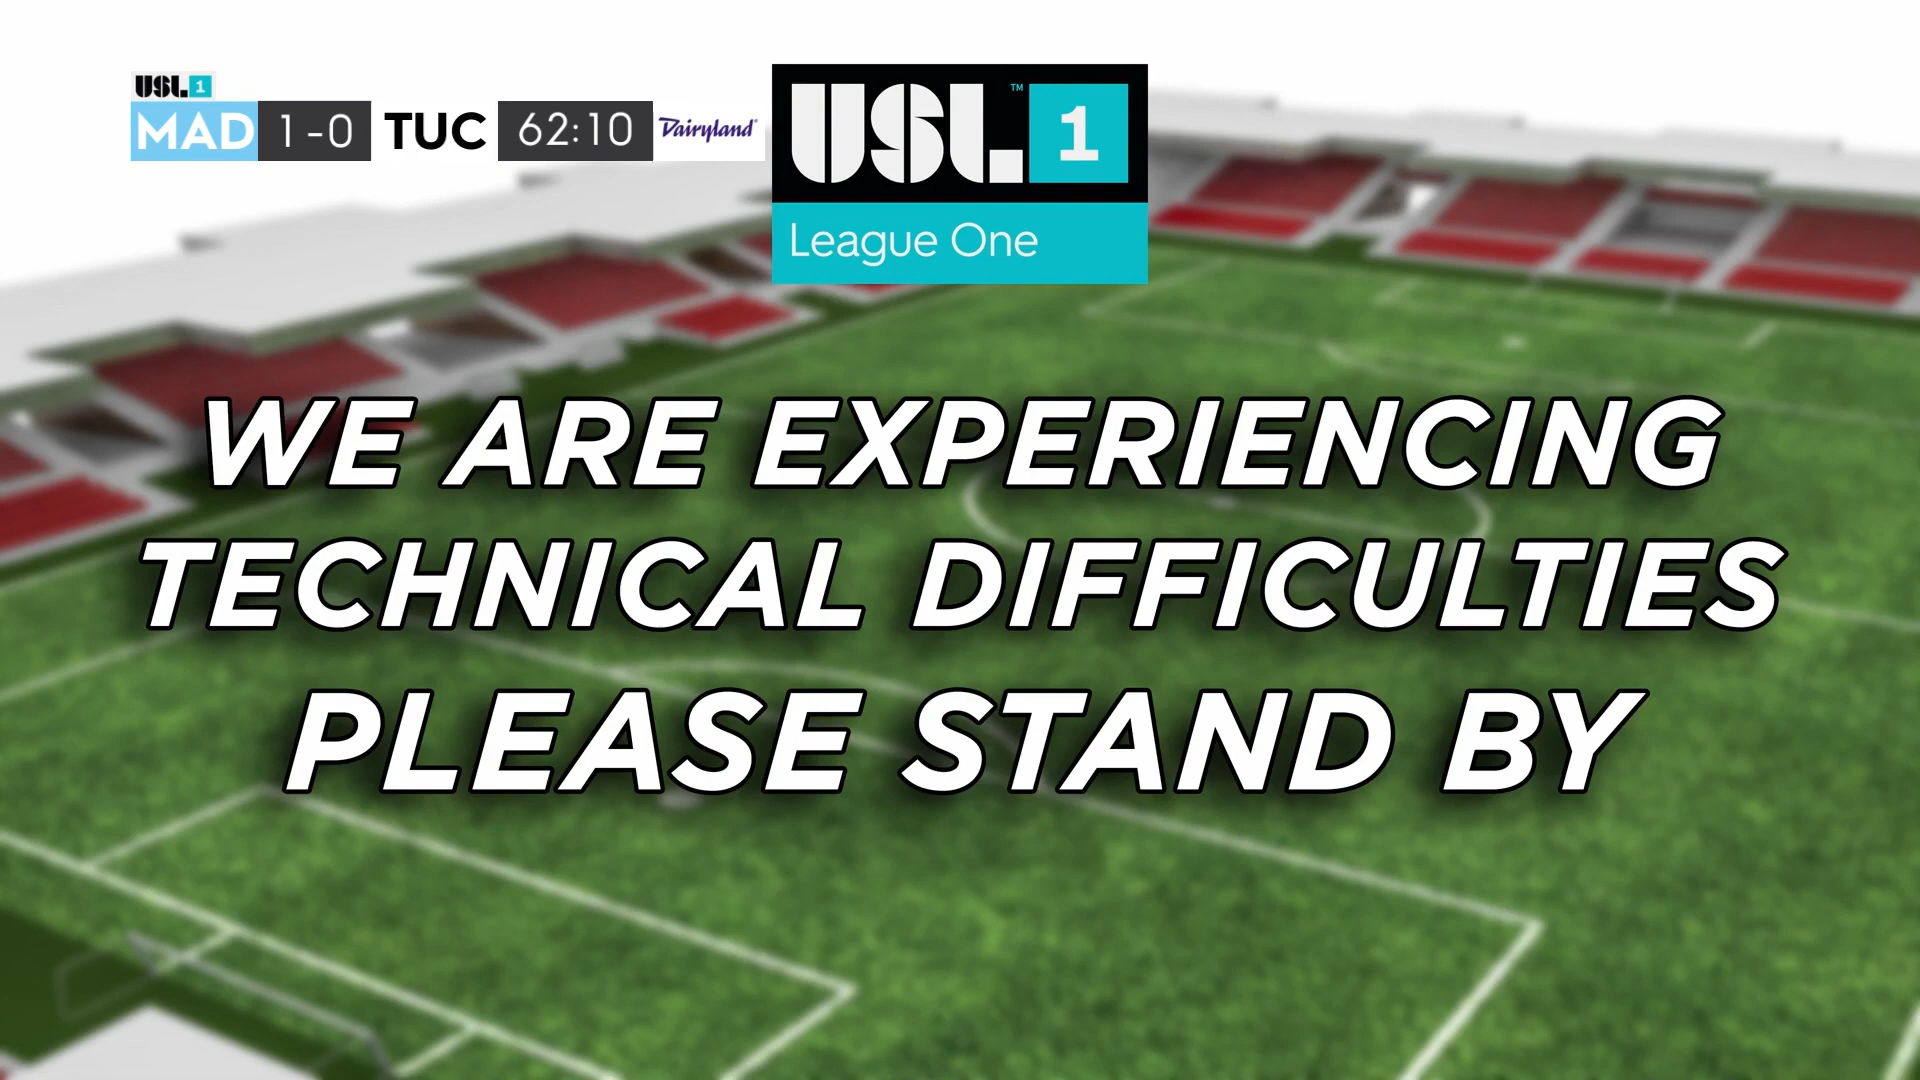 USL 1
MAD 1-0 TUC 62:10 Dairyland
USL ™ 1
League One
WE ARE EXPERIENCING
TECHNICAL DIFFICULTIES
PLEASE STAND BY